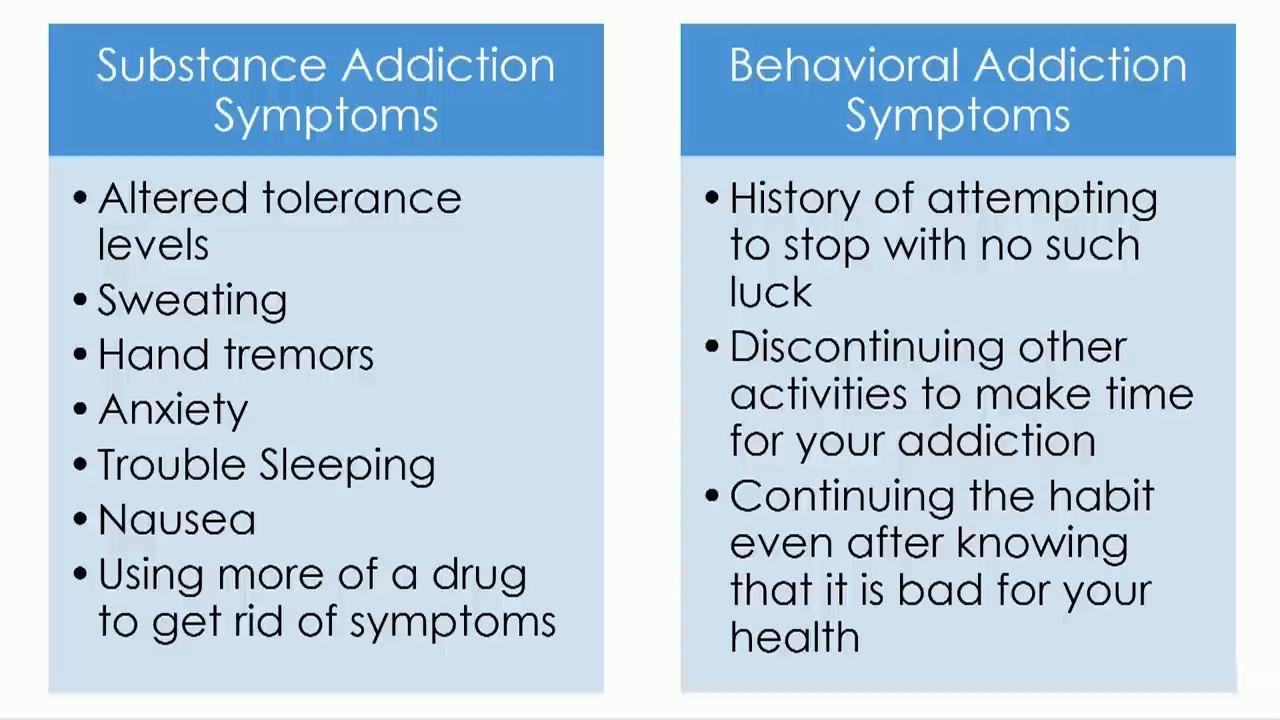 Substance Addiction
Symptoms
• Altered tolerance
levels
• Sweating
• Hand tremors
• Anxiety
• Trouble Sleeping
• Nausea
• Using more of a drug
to get rid of symptoms
Behavioral Addiction
Symptoms
• History of attempting
to stop with no such
luck
• Discontinuing other
activities to make time
for your addiction
• Continuing the habit
even after knowing
that it is bad for your
health